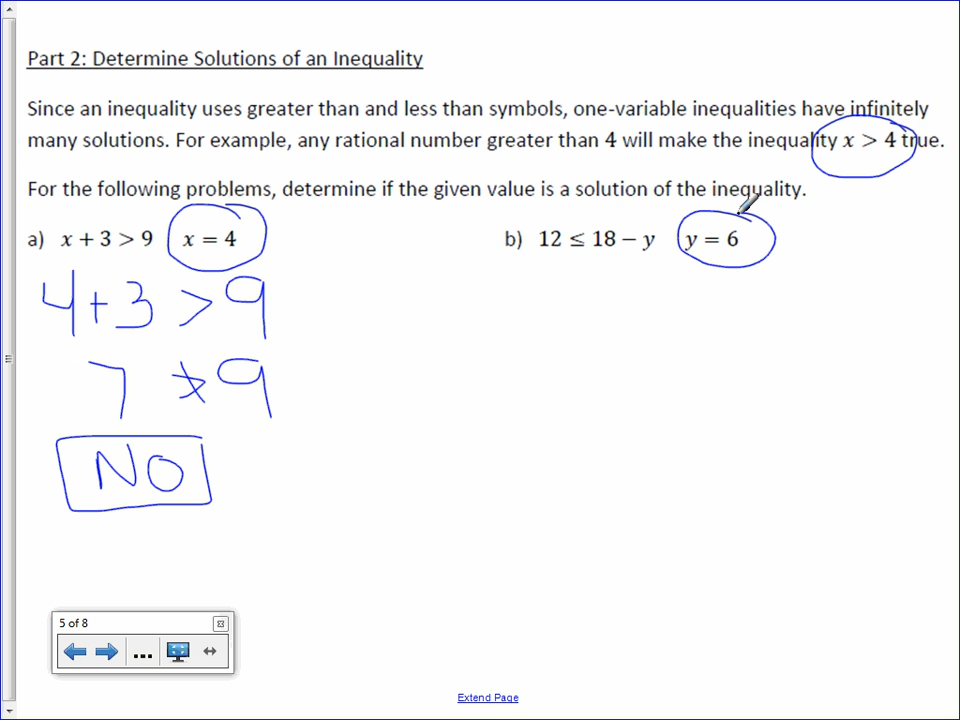 Part 2: Determine Solutions of an Inequality
Since an inequality uses greater than and less than symbols, one-variable inequalities have infinitely
many solutions. For example, any rational number greater than 4 will make the inequality x > 4 true.
For the following problems, determine if the given value is a solution of the inequality.
a) x + 3 > 9 x = 4
b) 12 ≤ 18 − y y = 6
4+3 > 9
7 ≯ 9
NO
5 of 8
...
Extend Page